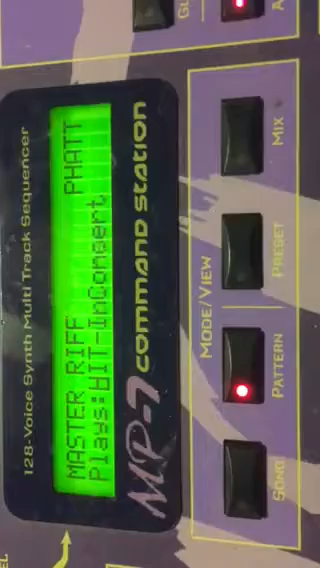 128-Voice Synth Multi Track Sequencer
MASTER RIFF PHATT
Plays:HIT-InConcert
MP-7 command station
MODE/VIEW
SONG PATTERN PRESET MIX